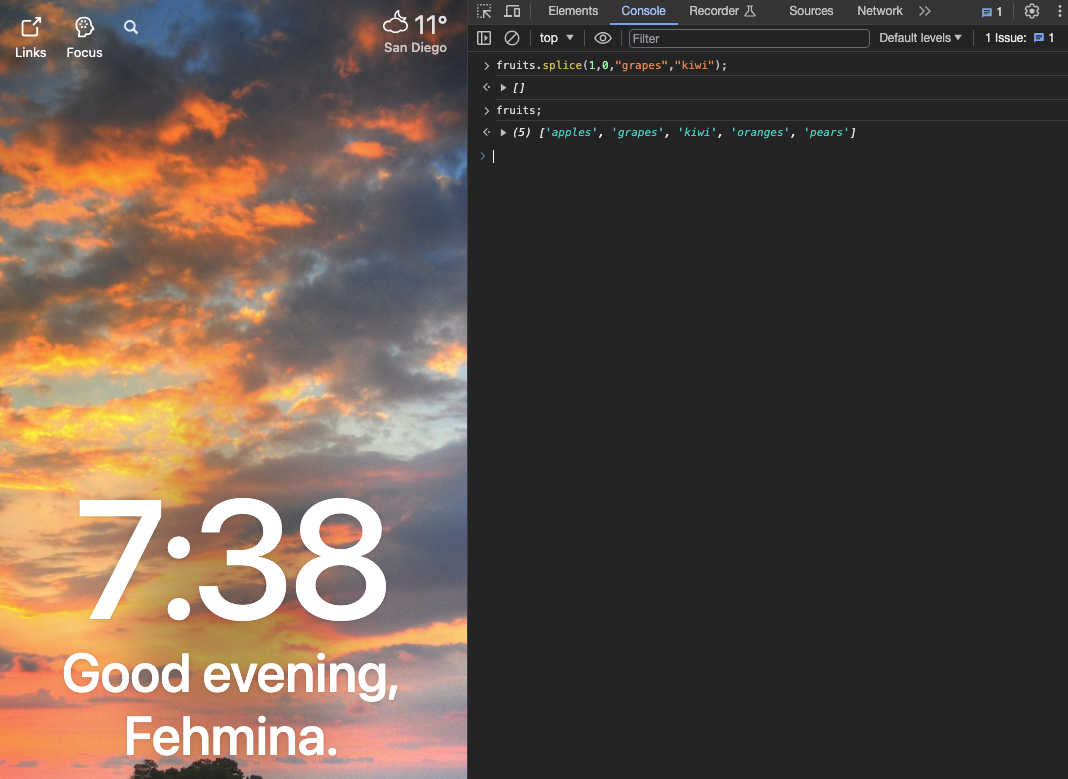 Links
Focus
11°
San Diego
7:38
Good evening,
Fehmina.
Elements Console Recorder Sources Network 1
top Filter Default levels 1 Issue: 1
fruits.splice(1,0,"grapes","kiwi");
[]
fruits;
(5) ['apples', 'grapes', 'kiwi', 'oranges', 'pears']